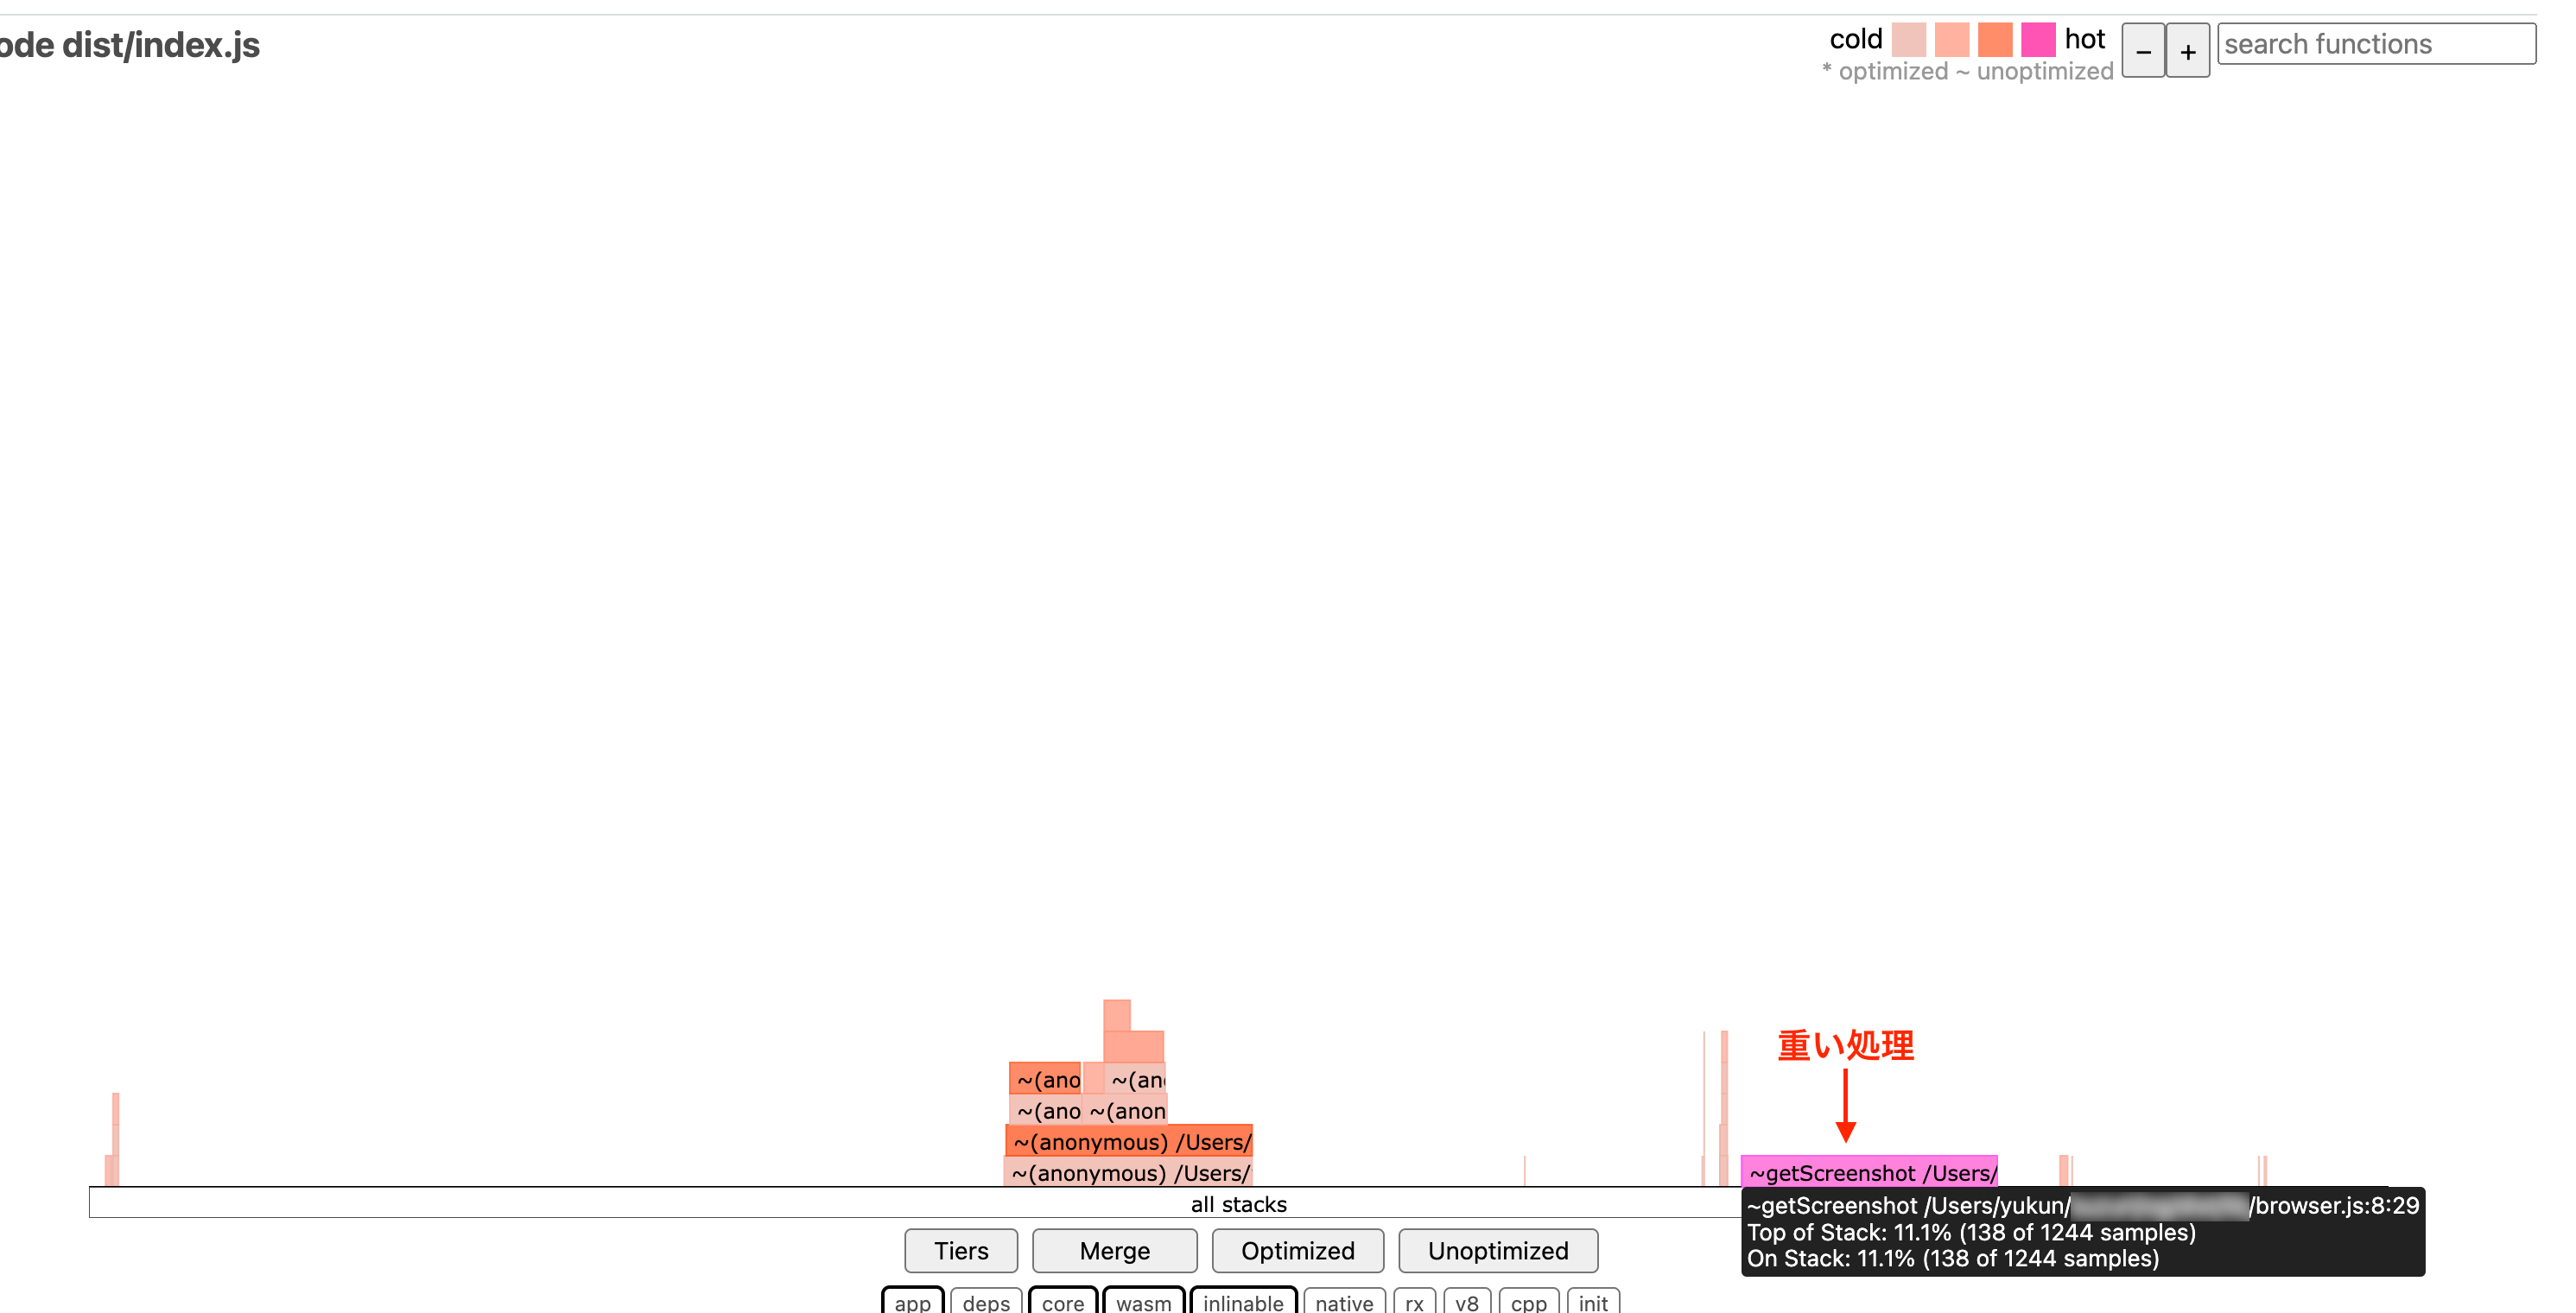 ode dist/index.js
cold hot
* optimized ~ unoptimized
− +
search functions
~(ano ~(an
~(ano ~(anon
~(anonymous) /Users/
~(anonymous) /Users/
重い処理
~getScreenshot /Users/
all stacks
~getScreenshot /Users/yukun/ /browser.js:8:29
Top of Stack: 11.1% (138 of 1244 samples)
On Stack: 11.1% (138 of 1244 samples)
Tiers Merge Optimized Unoptimized
app deps core wasm inlinable native rx v8 cpp init